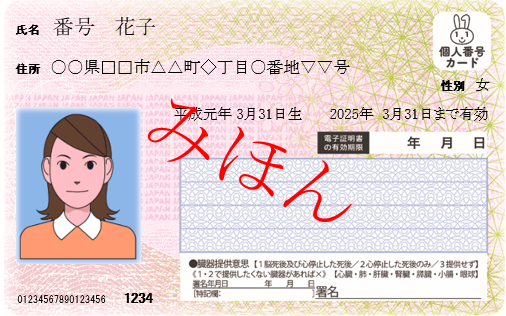 氏名 番号 花子
個人番号
カード
住所 〇〇県□□市△△町◇丁目〇番地▽▽号
性別 女
平成元年 3月31日生 2025年 3月31日まで有効
みほん
電子証明書
の有効期限
年 月 日
●臓器提供意思【1脳死後及び心停止した死後/2心停止した死後のみ/3提供せず】
《1・2で提供したくない臓器があれば×》【心臓・肺・肝臓・腎臓・膵臓・小腸・眼球】
署名年月日 年 月 日
[特記欄: ] 署名
01234567890123456 1234